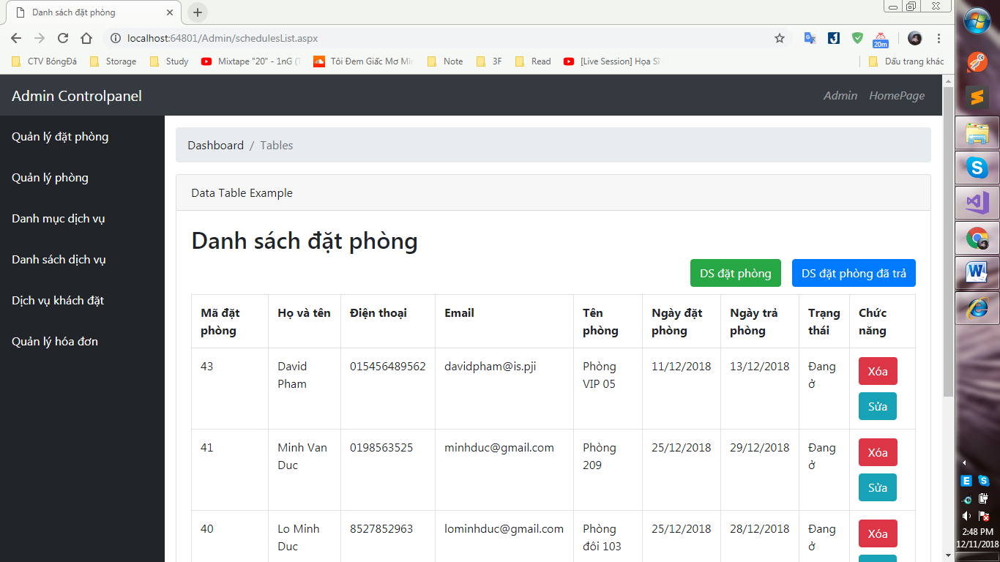 Danh sách đặt phòng
localhost:64801/Admin/schedulesList.aspx
20m
CTV BóngĐá
Storage
Study
Mixtape "20" - 1nG (T
Tôi Đem Giấc Mơ Mì
Note
3F
Read
[Live Session] Họa Sĩ
Dấu trang khác
Admin Controlpanel
Admin
HomePage
Quản lý đặt phòng
Quản lý phòng
Danh mục dịch vụ
Danh sách dịch vụ
Dịch vụ khách đặt
Quản lý hóa đơn
Dashboard / Tables
Data Table Example
Danh sách đặt phòng
DS đặt phòng
DS đặt phòng đã trả
Mã đặt phòng
Họ và tên
Điện thoại
Email
Tên phòng
Ngày đặt phòng
Ngày trả phòng
Trạng thái
Chức năng
43
David Pham
015456489562
davidpham@is.pji
Phòng VIP 05
11/12/2018
13/12/2018
Đang ở
Xóa
Sửa
41
Minh Van Duc
0198563525
minhduc@gmail.com
Phòng 209
25/12/2018
29/12/2018
Đang ở
Xóa
Sửa
40
Lo Minh Duc
8527852963
lominhduc@gmail.com
Phòng đôi 103
25/12/2018
28/12/2018
Đang ở
Xóa
2:48 PM
12/11/2018